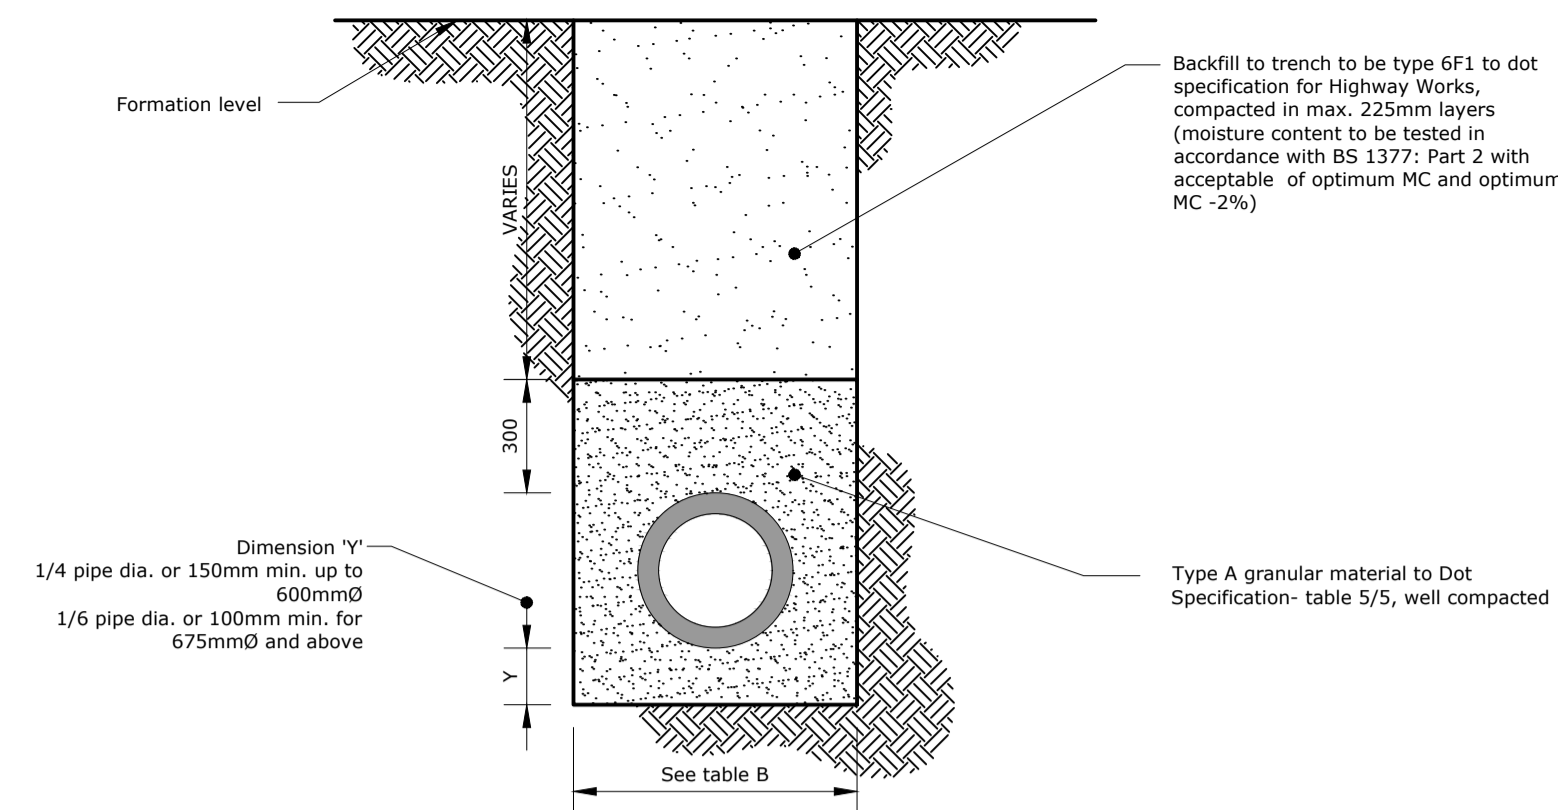 Formation level
Backfill to trench to be type 6F1 to dot
specification for Highway Works,
compacted in max. 225mm layers
(moisture content to be tested in
accordance with BS 1377: Part 2 with
acceptable of optimum MC and optimum
MC -2%)
VARIES
300
Dimension 'Y'
1/4 pipe dia. or 150mm min. up to
600mmØ
1/6 pipe dia. or 100mm min. for
675mmØ and above
Type A granular material to Dot
Specification- table 5/5, well compacted
Y
See table B